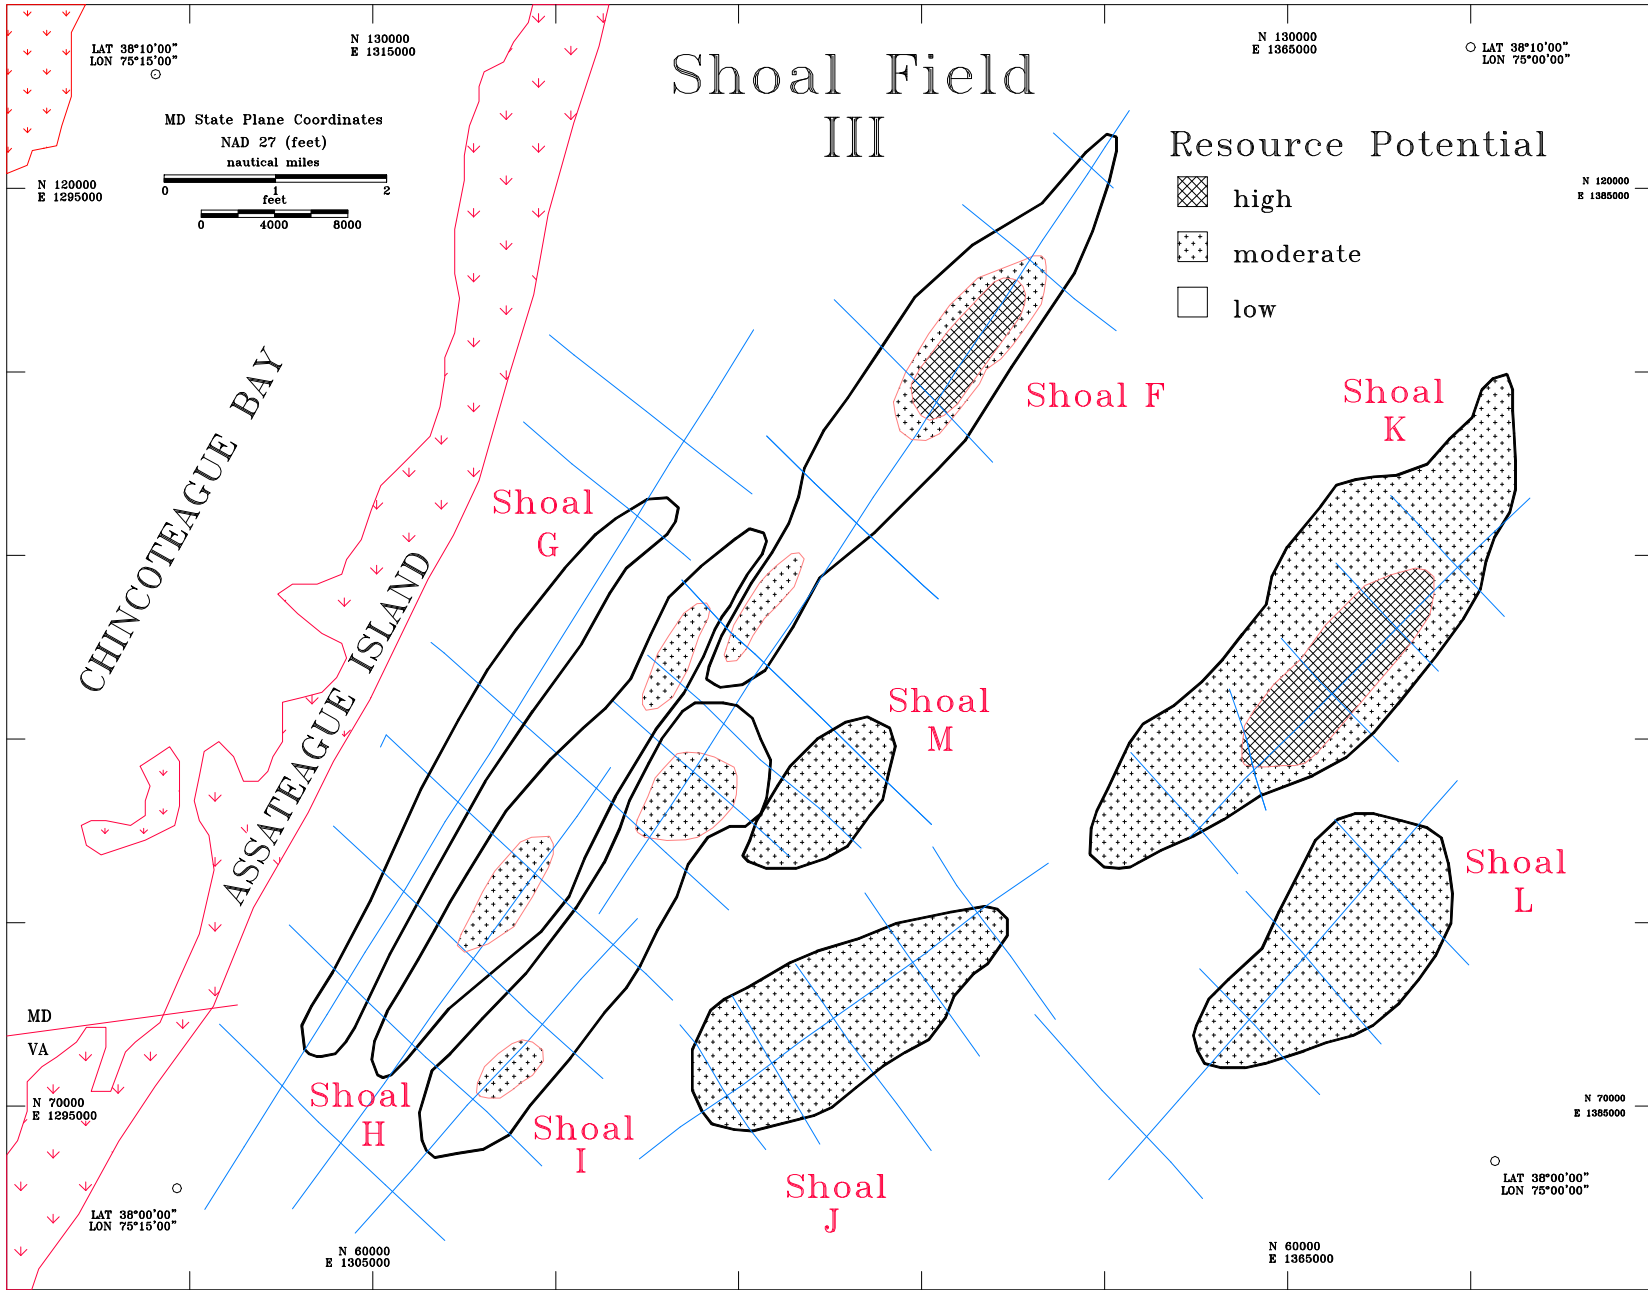 LAT 38°10'00"
LON 75°15'00"
N 130000
E 1315000
Shoal Field
III
N 130000
E 1365000
LAT 38°10'00"
LON 75°00'00"
MD State Plane Coordinates
NAD 27 (feet)
nautical miles
0 1 2
feet
0 4000 8000
Resource Potential
high
moderate
low
N 120000
E 1295000
N 120000
E 1385000
CHINCOTEAGUE BAY
ASSATEAGUE ISLAND
Shoal F
Shoal
K
Shoal
G
Shoal
M
Shoal
L
MD
VA
N 70000
E 1295000
Shoal
H
Shoal
I
Shoal
J
N 70000
E 1385000
LAT 38°00'00"
LON 75°15'00"
LAT 38°00'00"
LON 75°00'00"
N 60000
E 1305000
N 60000
E 1365000